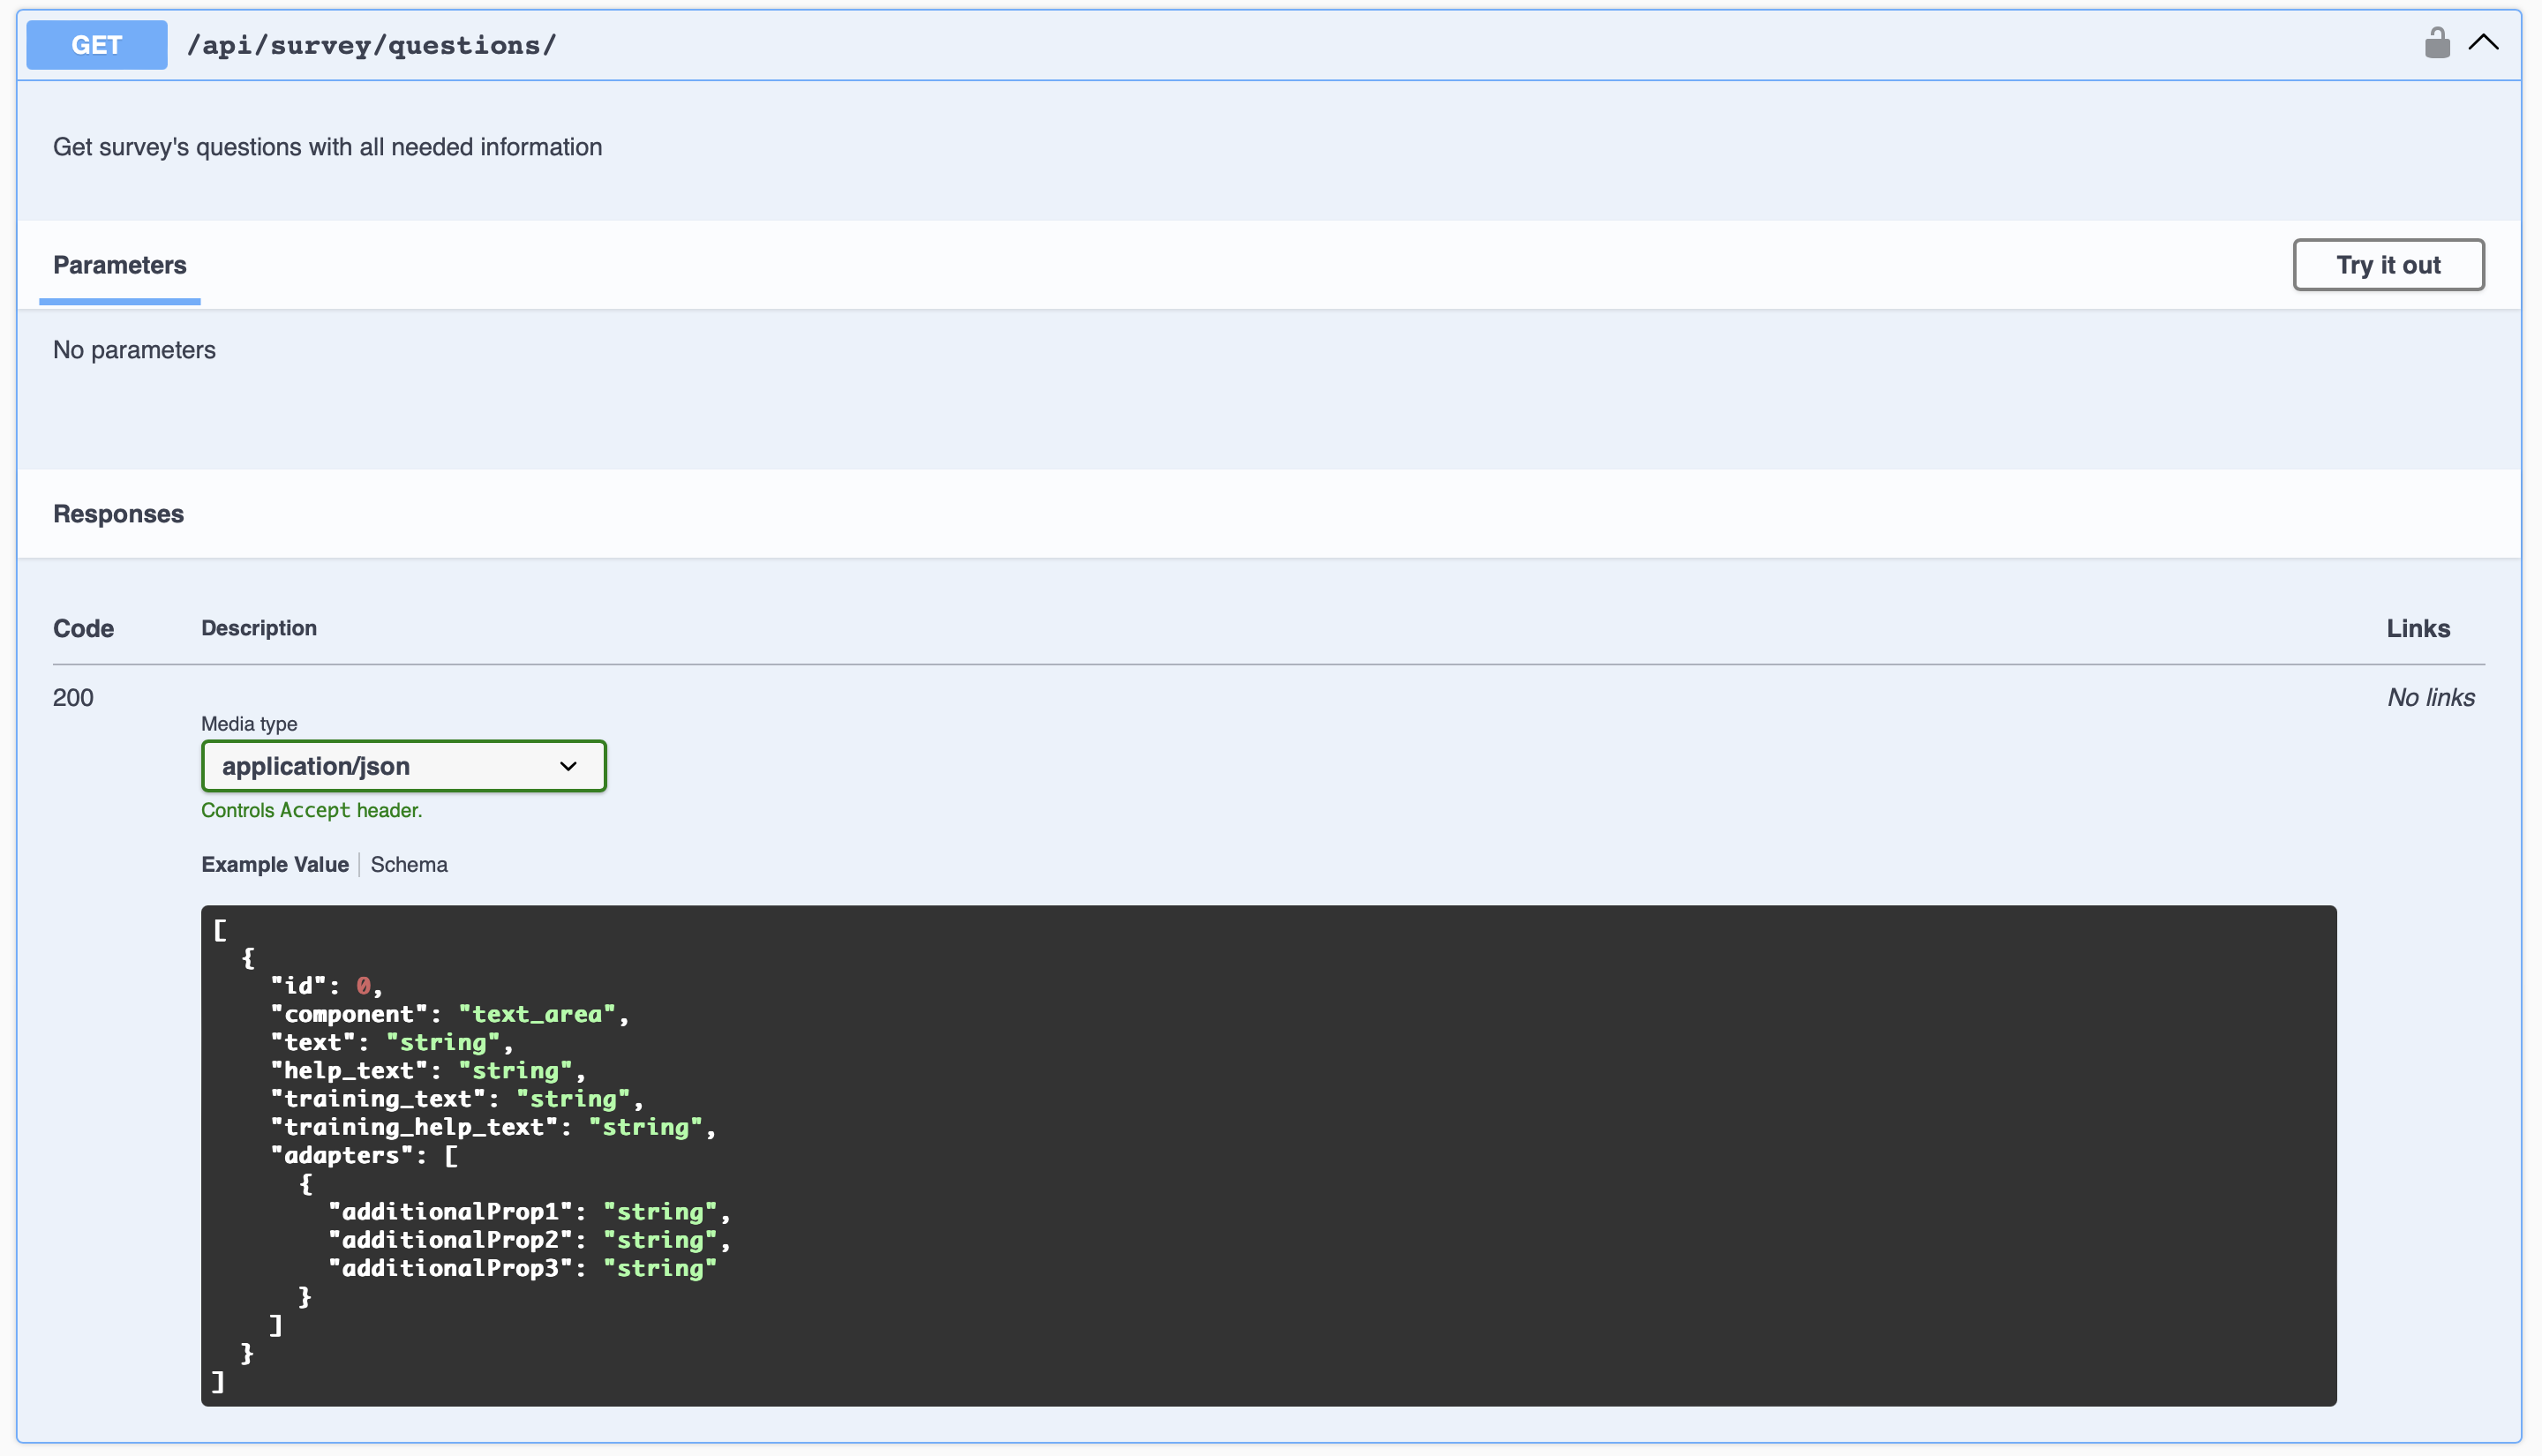 GET /api/survey/questions/
Get survey's questions with all needed information
Parameters
Try it out
No parameters
Responses
Code Description Links
200 No links
Media type
application/json
Controls Accept header.
Example Value Schema
[
  {
    "id": 0,
    "component": "text_area",
    "text": "string",
    "help_text": "string",
    "training_text": "string",
    "training_help_text": "string",
    "adapters": [
      {
        "additionalProp1": "string",
        "additionalProp2": "string",
        "additionalProp3": "string"
      }
    ]
  }
]